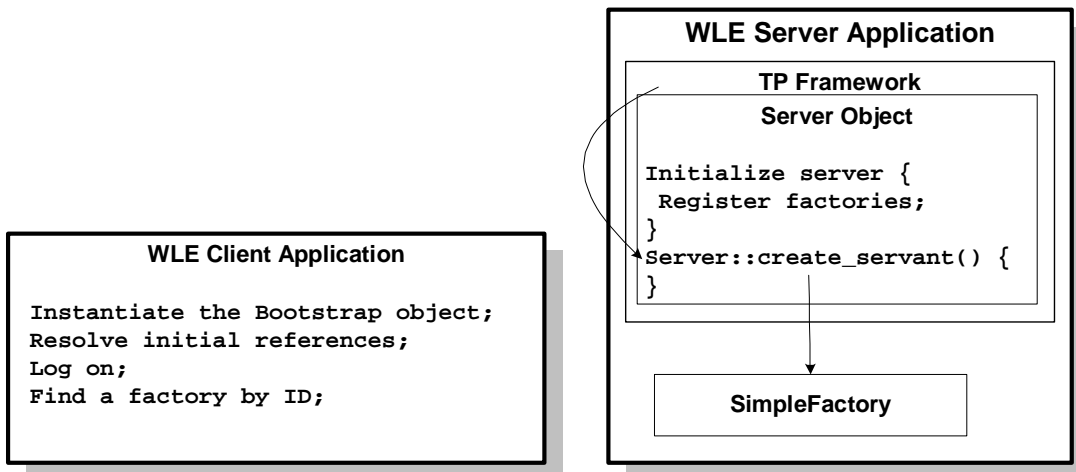 WLE Client Application
Instantiate the Bootstrap object;
Resolve initial references;
Log on;
Find a factory by ID;
WLE Server Application
TP Framework
Server Object
Initialize server {
Register factories;
}
Server::create_servant() {
}
SimpleFactory